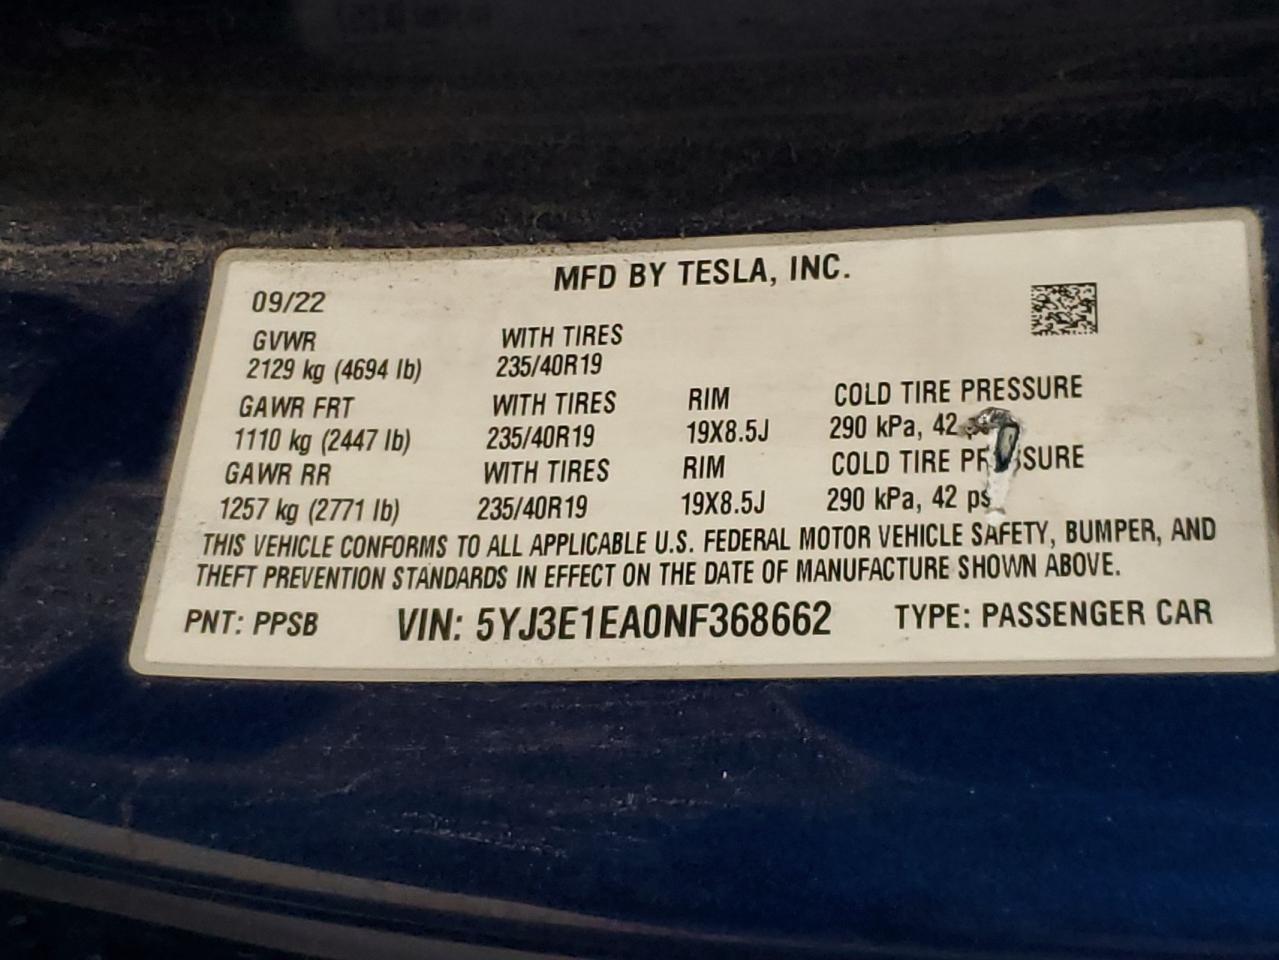 MFD BY TESLA, INC.
09/22
GVWR WITH TIRES
2129 kg (4694 lb) 235/40R19
GAWR FRT WITH TIRES RIM COLD TIRE PRESSURE
1110 kg (2447 lb) 235/40R19 19X8.5J 290 kPa, 42
GAWR RR WITH TIRES RIM COLD TIRE PRESSURE
1257 kg (2771 lb) 235/40R19 19X8.5J 290 kPa, 42 ps
THIS VEHICLE CONFORMS TO ALL APPLICABLE U.S. FEDERAL MOTOR VEHICLE SAFETY, BUMPER, AND
THEFT PREVENTION STANDARDS IN EFFECT ON THE DATE OF MANUFACTURE SHOWN ABOVE.
PNT: PPSB VIN: 5YJ3E1EA0NF368662 TYPE: PASSENGER CAR